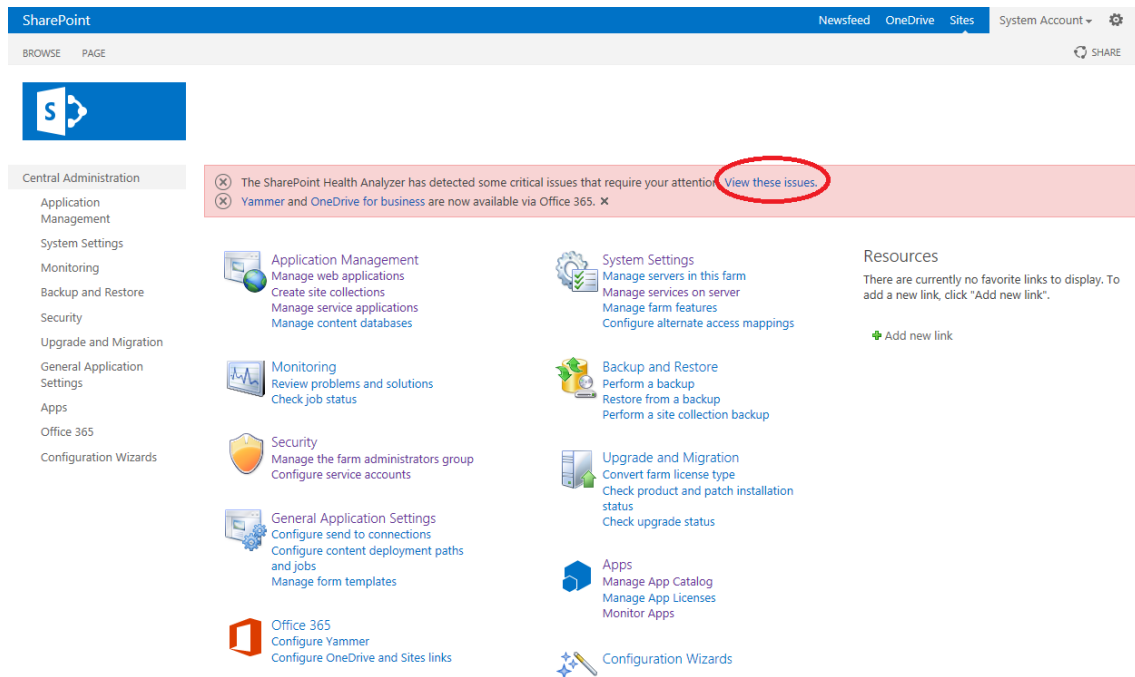 SharePoint
Newsfeed OneDrive Sites System Account
BROWSE PAGE
SHARE
S
Central Administration
Application
Management
System Settings
Monitoring
Backup and Restore
Security
Upgrade and Migration
General Application
Settings
Apps
Office 365
Configuration Wizards
The SharePoint Health Analyzer has detected some critical issues that require your attention View these issues.
Yammer and OneDrive for business are now available via Office 365.
Application Management
Manage web applications
Create site collections
Manage service applications
Manage content databases
Monitoring
Review problems and solutions
Check job status
Security
Manage the farm administrators group
Configure service accounts
General Application Settings
Configure send to connections
Configure content deployment paths
and jobs
Manage form templates
Office 365
Configure Yammer
Configure OneDrive and Sites links
System Settings
Manage servers in this farm
Manage services on server
Manage farm features
Configure alternate access mappings
Backup and Restore
Perform a backup
Restore from a backup
Perform a site collection backup
Upgrade and Migration
Convert farm license type
Check product and patch installation
status
Check upgrade status
Apps
Manage App Catalog
Manage App Licenses
Monitor Apps
Configuration Wizards
Resources
There are currently no favorite links to display. To
add a new link, click "Add new link".
Add new link